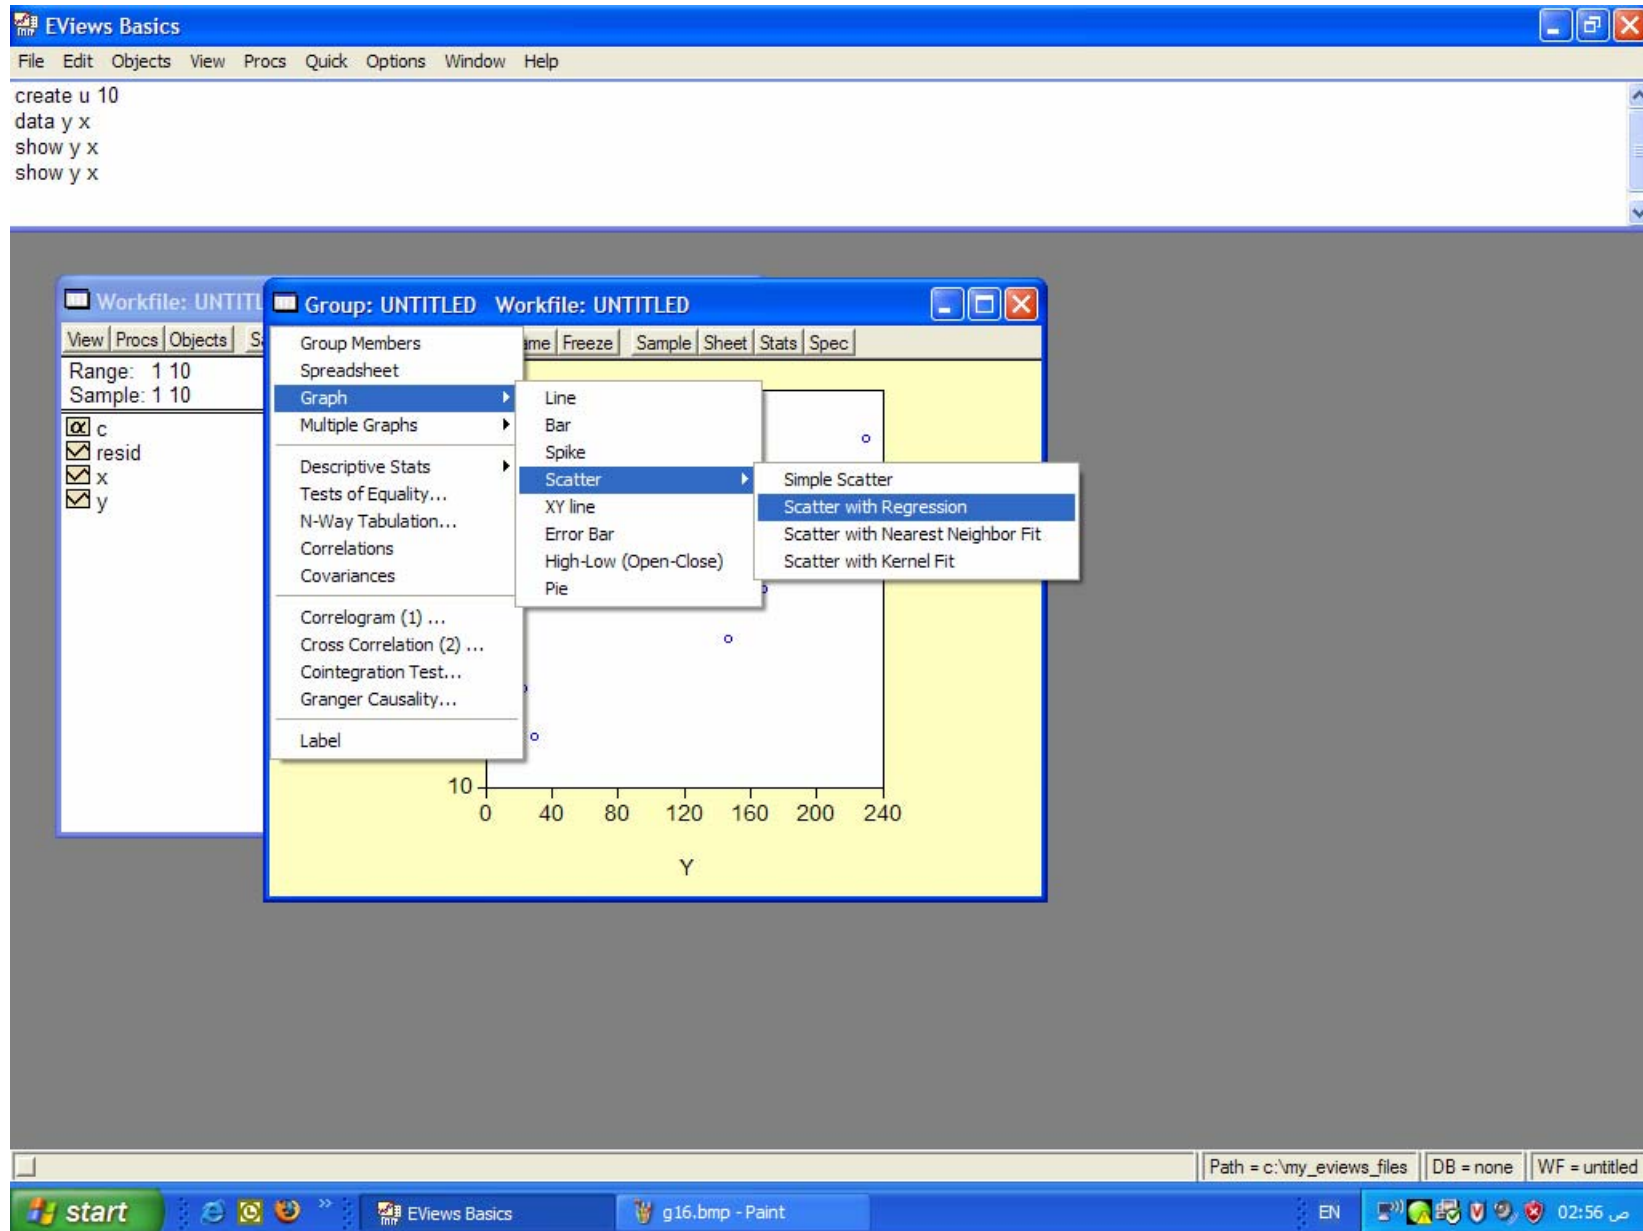 EViews Basics
File Edit Objects View Procs Quick Options Window Help
create u 10
data y x
show y x
show y x
Workfile: UNTITL
View Procs Objects
Range: 1 10
Sample: 1 10
c
resid
x
y
Group: UNTITLED Workfile: UNTITLED
Freeze Sample Sheet Stats Spec
Group Members
Spreadsheet
Graph
Multiple Graphs
Descriptive Stats
Tests of Equality...
N-Way Tabulation...
Correlations
Covariances
Correlogram (1) ...
Cross Correlation (2) ...
Cointegration Test...
Granger Causality...
Label
Line
Bar
Spike
Scatter
XY line
Error Bar
High-Low (Open-Close)
Pie
Simple Scatter
Scatter with Regression
Scatter with Nearest Neighbor Fit
Scatter with Kernel Fit
10
0 40 80 120 160 200 240
Y
Path = c:\my_eviews_files DB = none WF = untitled
start EViews Basics g16.bmp - Paint EN 02:56 ص